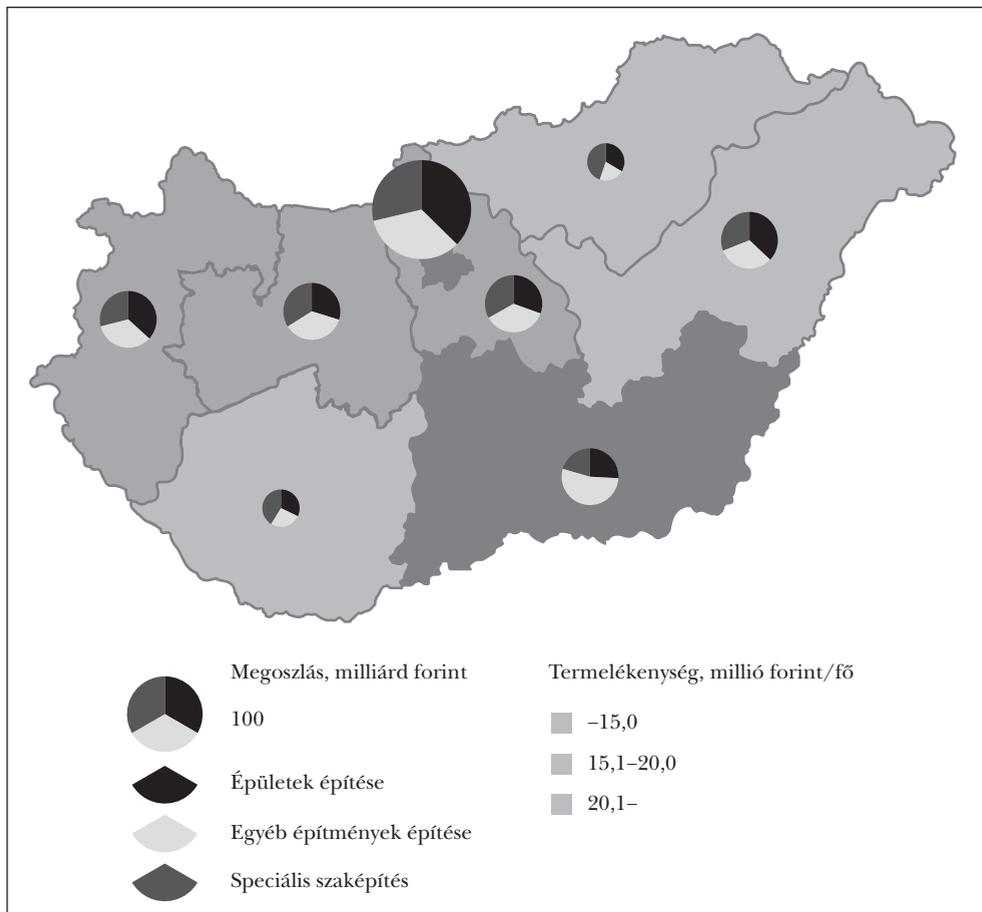 Megoszlás, milliárd forint
100
Épületek építése
Egyéb építmények építése
Speciális szaképítés
Termelékenység, millió forint/fő
–15,0
15,1–20,0
20,1–